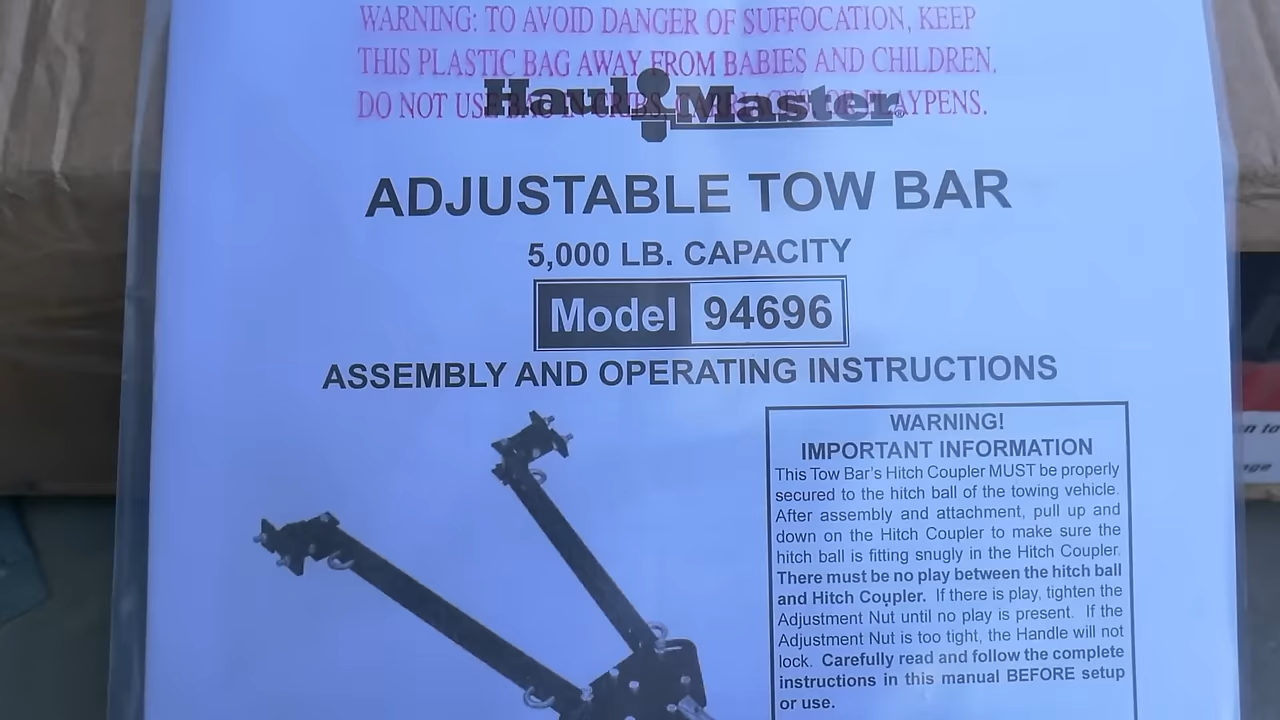 WARNING: TO AVOID DANGER OF SUFFOCATION, KEEP
THIS PLASTIC BAG AWAY FROM BABIES AND CHILDREN.
DO NOT USE BAG IN CRIBS, CARRIAGES OR PLAYPENS.
Haul Master®
ADJUSTABLE TOW BAR
5,000 LB. CAPACITY
Model 94696
ASSEMBLY AND OPERATING INSTRUCTIONS
WARNING!
IMPORTANT INFORMATION
This Tow Bar's Hitch Coupler MUST be properly
secured to the hitch ball of the towing vehicle.
After assembly and attachment, pull up and
down on the Hitch Coupler to make sure the
hitch ball is fitting snugly in the Hitch Coupler.
There must be no play between the hitch ball
and Hitch Coupler. If there is play, tighten the
Adjustment Nut until no play is present. If the
Adjustment Nut is too tight, the Handle will not
lock. Carefully read and follow the complete
instructions in this manual BEFORE setup
or use.